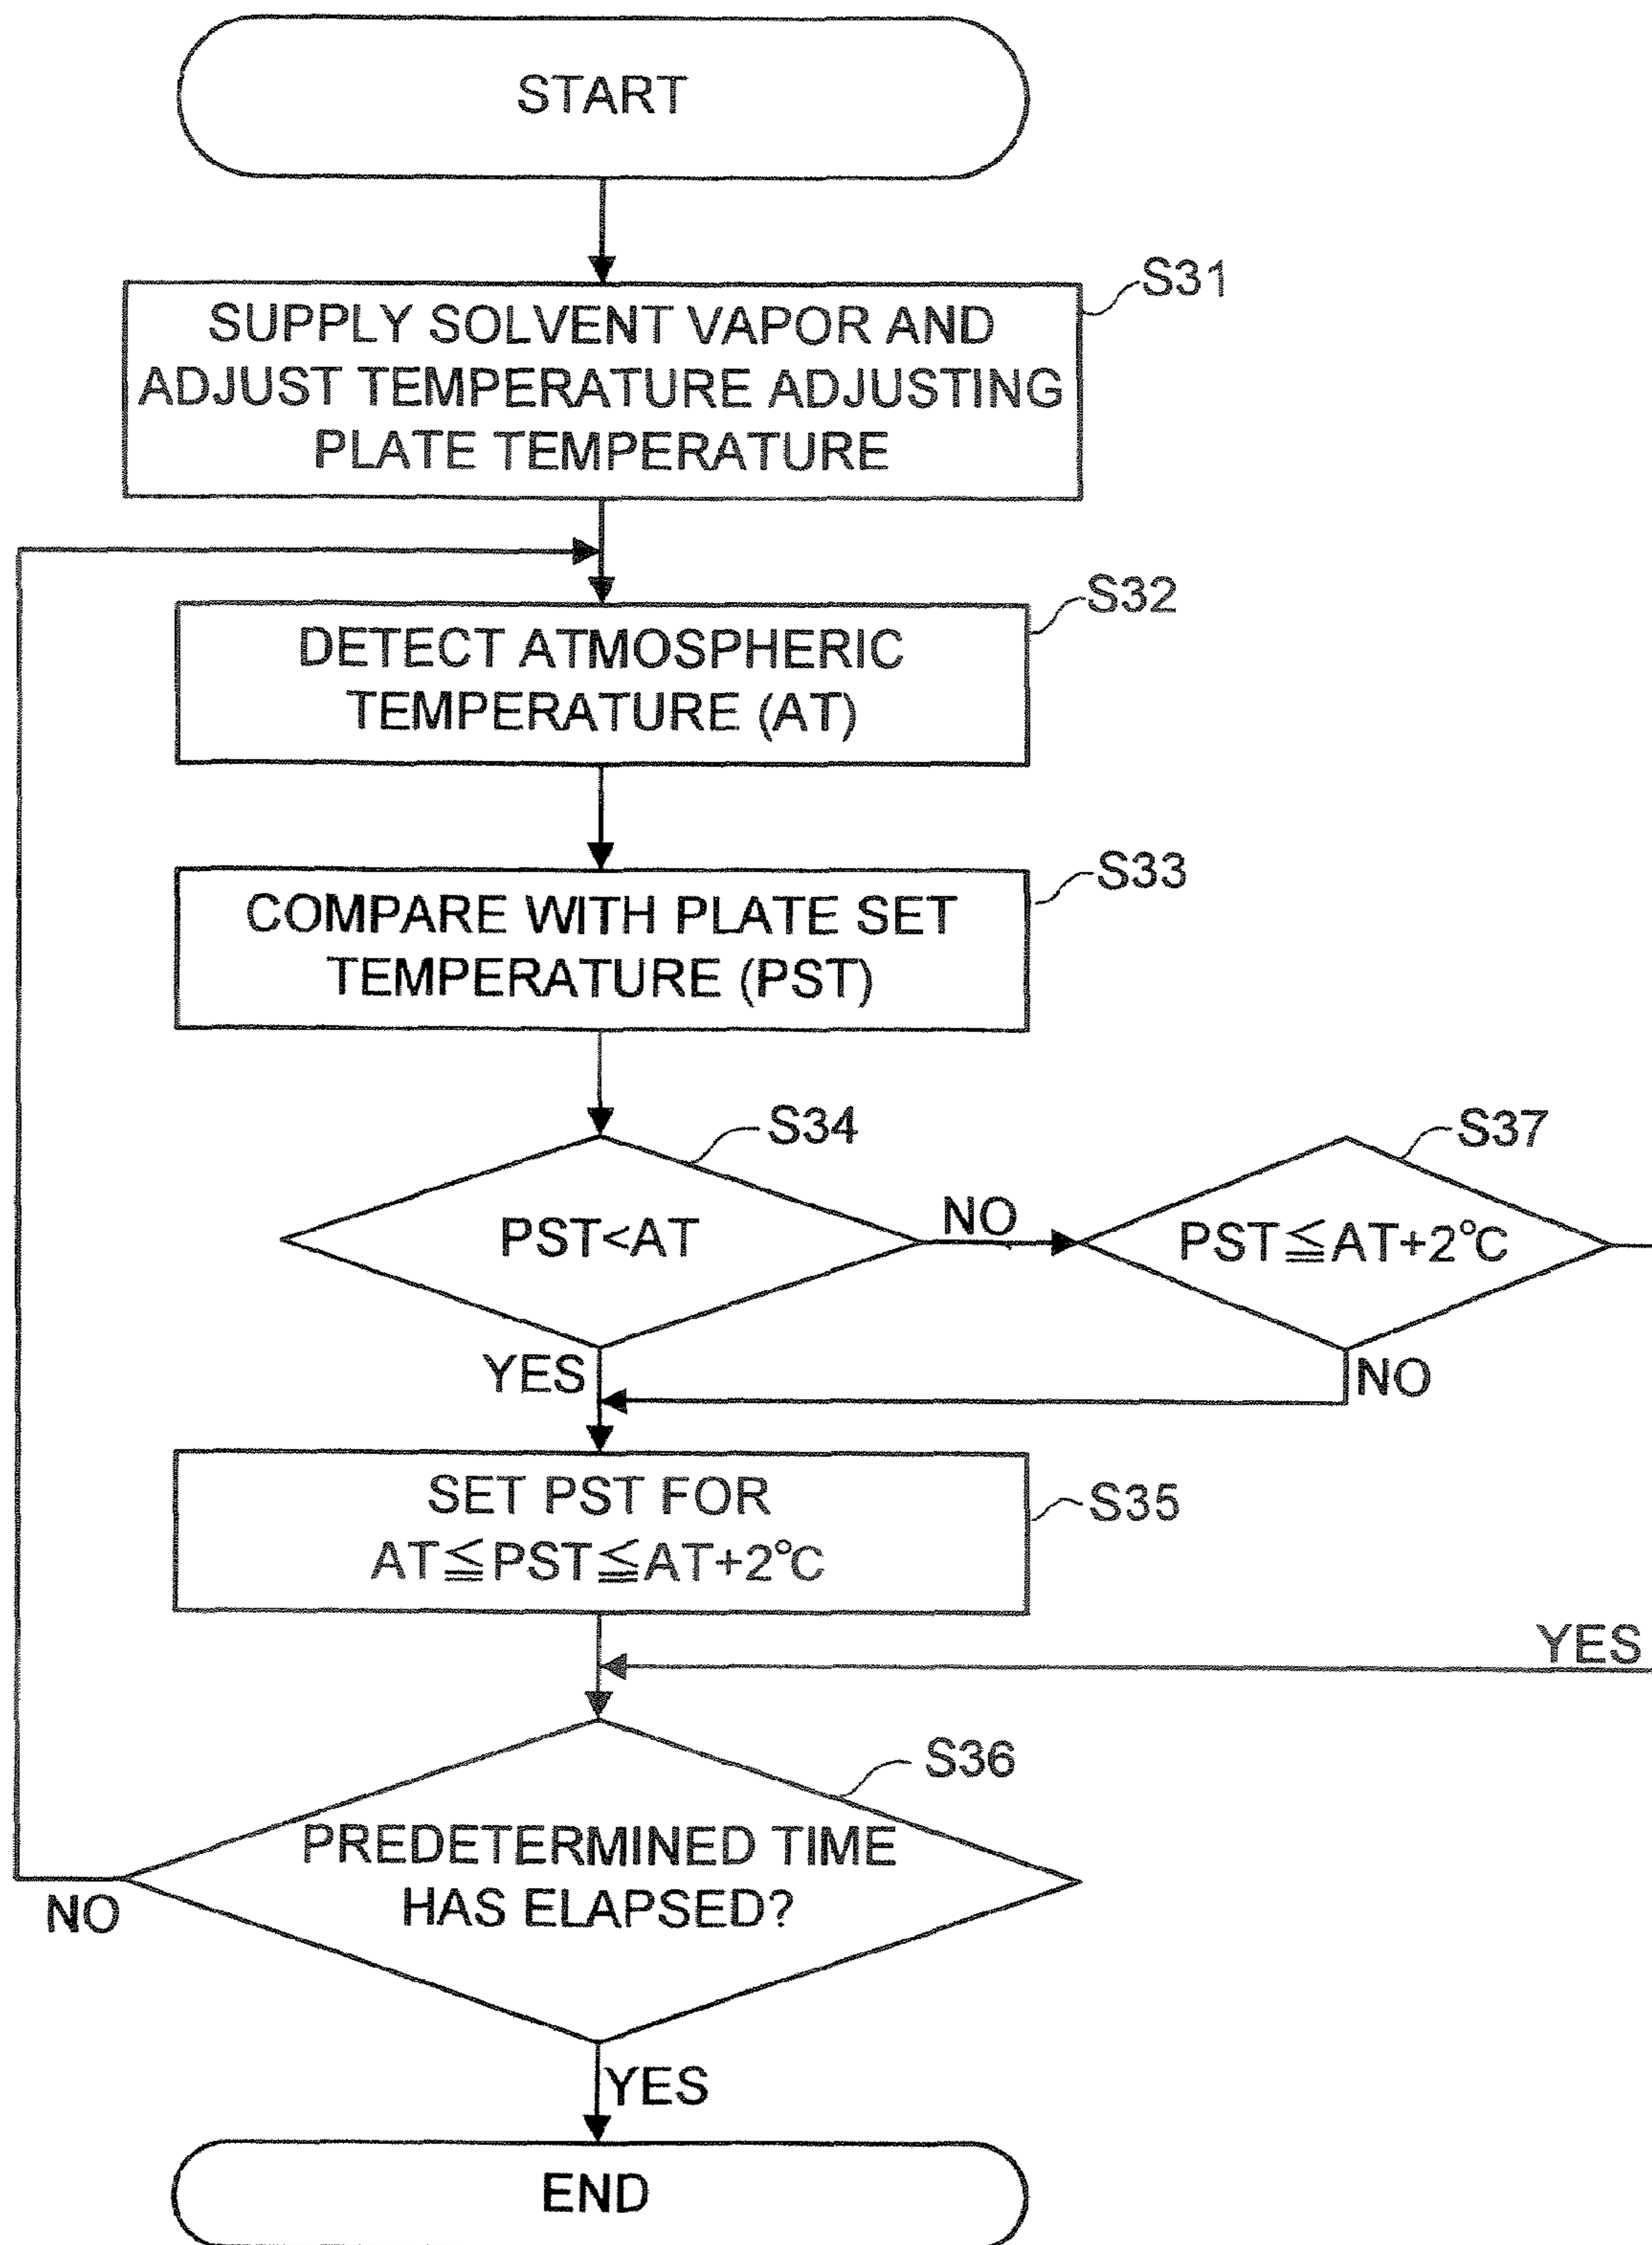 START
S31
SUPPLY SOLVENT VAPOR AND
ADJUST TEMPERATURE ADJUSTING
PLATE TEMPERATURE
S32
DETECT ATMOSPHERIC
TEMPERATURE (AT)
S33
COMPARE WITH PLATE SET
TEMPERATURE (PST)
S34
S37
PST<AT
NO
PST≦AT+2℃
YES
NO
SET PST FOR
S35
AT≦PST≦AT+2℃
YES
S36
PREDETERMINED TIME
HAS ELAPSED?
NO
YES
END